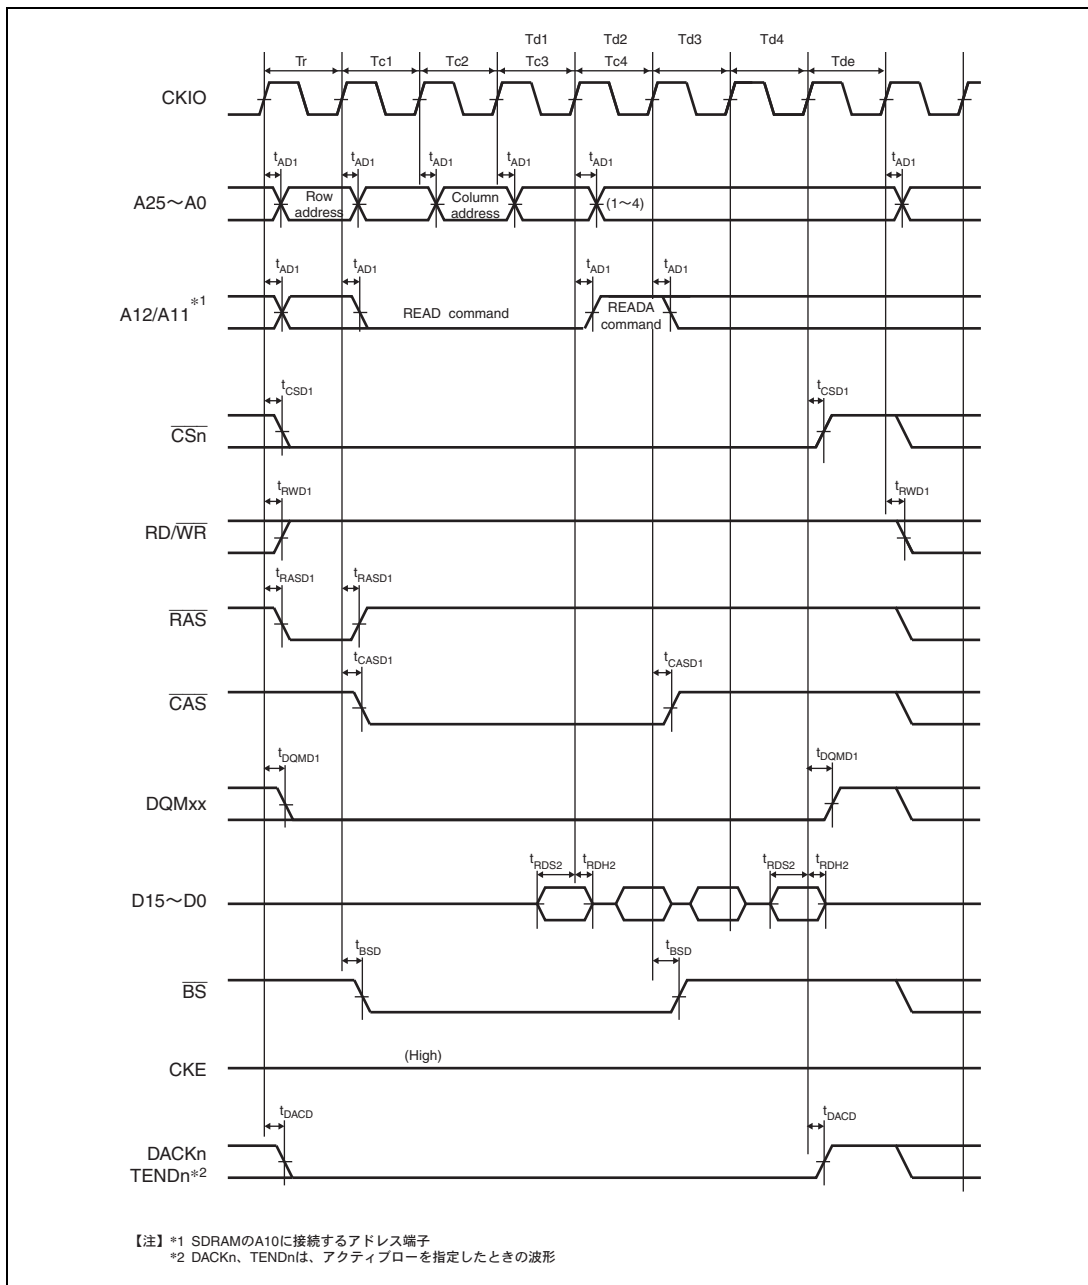 Td1 Td2 Td3 Td4
Tr Tc1 Tc2 Tc3 Tc4 Tde
CKIO
tAD1 tAD1 tAD1 tAD1 tAD1 tAD1
A25～A0 Row address Column address (1～4)
tAD1 tAD1 tAD1 tAD1
A12/A11*1 READ command READA command
tCSD1 tCSD1
CSn
tRWD1 tRWD1
RD/WR
tRASD1 tRASD1
RAS
tCASD1 tCASD1
CAS
tDQMD1 tDQMD1
DQMxx
tRDS2 tRDH2 tRDS2 tRDH2
D15～D0
tBSD tBSD
BS
(High)
CKE
tDACD tDACD
DACKn
TENDn*2
【注】*1 SDRAMのA10に接続するアドレス端子
*2 DACKn、TENDnは、アクティブローを指定したときの波形